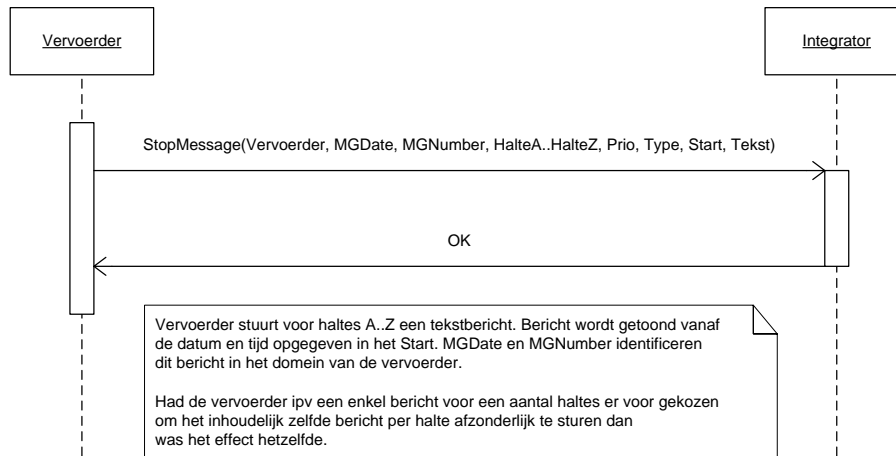 Vervoerder
Integrator
StopMessage(Vervoerder, MGDate, MGNumber, HalteA..HalteZ, Prio, Type, Start, Tekst)
OK
Vervoerder stuurt voor haltes A..Z een tekstbericht. Bericht wordt getoond vanaf
de datum en tijd opgegeven in het Start. MGDate en MGNumber identificeren
dit bericht in het domein van de vervoerder.
Had de vervoerder ipv een enkel bericht voor een aantal haltes er voor gekozen
om het inhoudelijk zelfde bericht per halte afzonderlijk te sturen dan
was het effect hetzelfde.